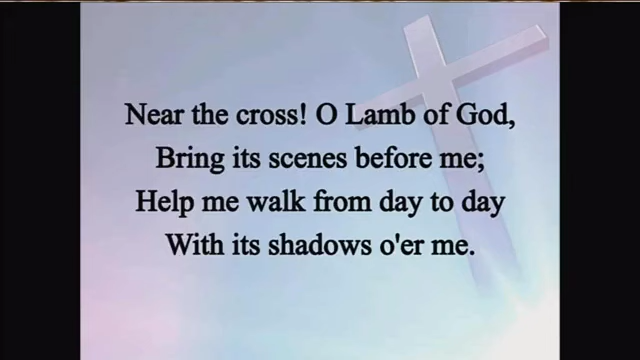 Near the cross! O Lamb of God,
Bring its scenes before me;
Help me walk from day to day
With its shadows o'er me.